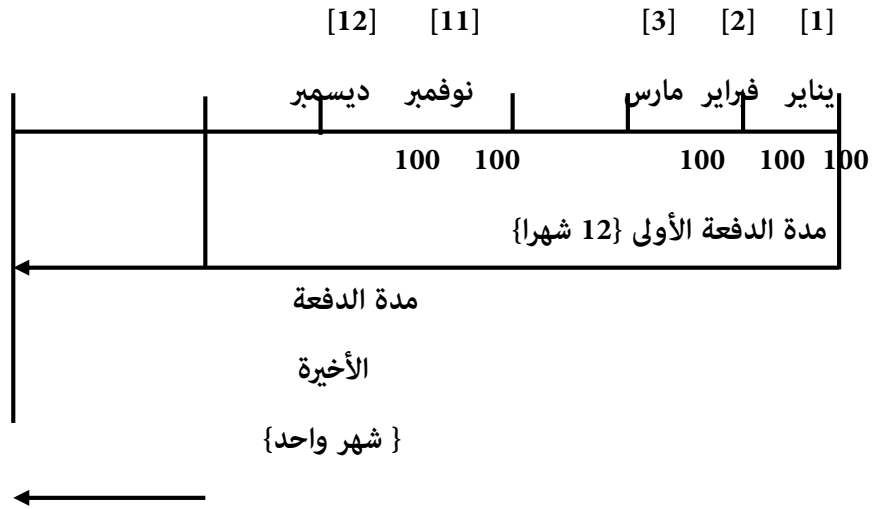 [1] [2] [3] [11] [12]
يناير فبراير مارس نوفمبر ديسمبر
100 100 100 100 100
مدة الدفعة الأولى {12 شهرا}
مدة الدفعة
الأخيرة
{ شهر واحد}